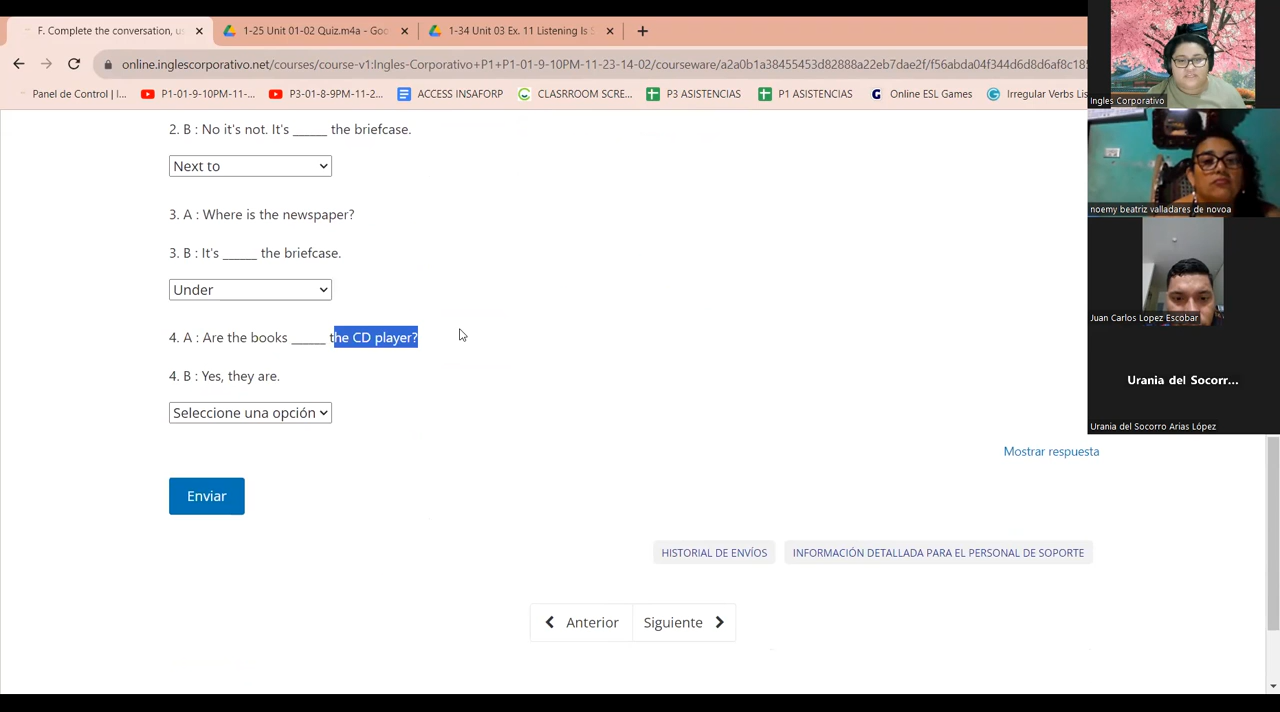 F. Complete the conversation, u
1-25 Unit 01-02 Quiz.m4a - Goo
1-34 Unit 03 Ex. 11 Listening Is S
online.inglescorporativo.net/courses/course-v1:Ingles-Corporativo+P1+P1-01-9-10PM-11-23-14-02/courseware/a2a0b1a38455453d82888a22eb7dae2f/f56abda04f344d6d8d6af8c185
Panel de Control | I...
P1-01-9-10PM-11-...
P3-01-8-9PM-11-2...
ACCESS INSAFORP
CLASRROOM SCRE...
P3 ASISTENCIAS
P1 ASISTENCIAS
Online ESL Games
Irregular Verbs Lis
Ingles Corporativo
2. B : No it's not. It's ______ the briefcase.
Next to
noemy beatriz valladares de novoa
3. A : Where is the newspaper?
3. B : It's ______ the briefcase.
Under
Juan Carlos Lopez Escobar
4. A : Are the books ______ the CD player?
4. B : Yes, they are.
Seleccione una opción
Urania del Socorr...
Urania del Socorro Arias López
Mostrar respuesta
Enviar
HISTORIAL DE ENVÍOS
INFORMACIÓN DETALLADA PARA EL PERSONAL DE SOPORTE
Anterior
Siguiente